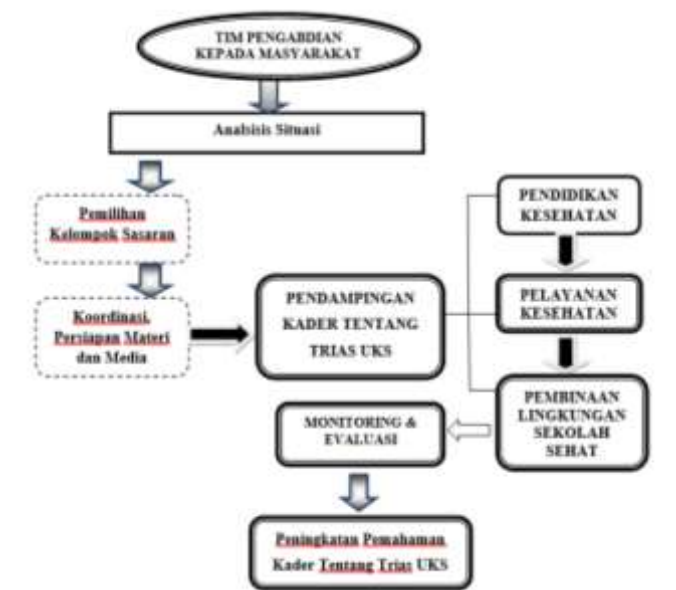 TIM PENGABDIAN
KEPADA MASYARAKAT
Analsisis Situasi
Pemilihan
Kelompok Sasaran
Koordinasi,
Persiapan Materi
dan Media
PENDAMPINGAN
KADER TENTANG
TRIAS UKS
PENDIDIKAN
KESEHATAN
PELAYANAN
KESEHATAN
PEMBINAAN
LINGKUNGAN
SEKOLAH
SEHAT
MONITORING &
EVALUASI
Peningkatan Pemahaman
Kader Tentang Trias UKS